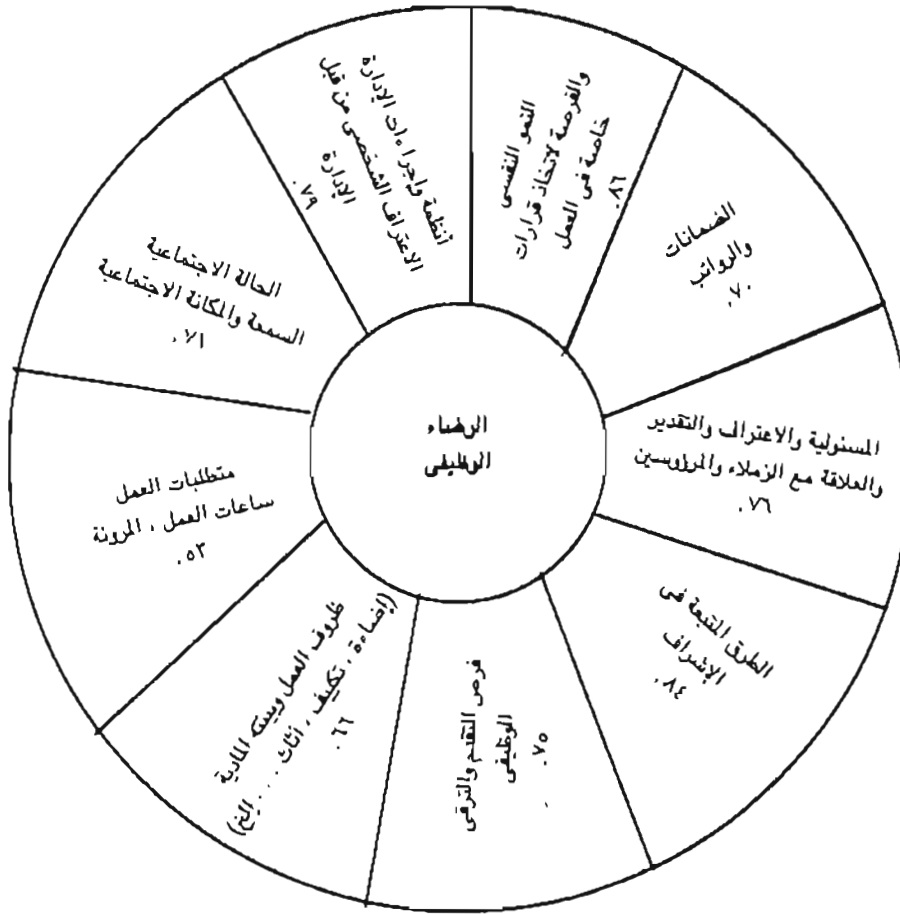 الرضاء
الوظيفى
النمو النفسى
والفرصة لاتخاذ قرارات
خاصة فى العمل
٨٦.
الضمانات
والرواتب
٧٠.
المسئولية والاعتراف والتقدير
والعلاقة مع الزملاء والمرؤوسين
٧٦.
الطرق المتبعة فى
الإشراف
٨٤.
فرص التقدم والترقى
الوظيفى
٧٥.
ظروف العمل وبيئته المادية
(إضاءة ، تكييف ، أثاث ... الخ)
٦٦.
متطلبات العمل
ساعات العمل ، المرونة
٥٣.
الحالة الاجتماعية
السمعة والمكانة الاجتماعية
٧١.
أنظمة وإجراءات الإدارة
الاعتراف الشخصى من قبل
الإدارة
٧٩.